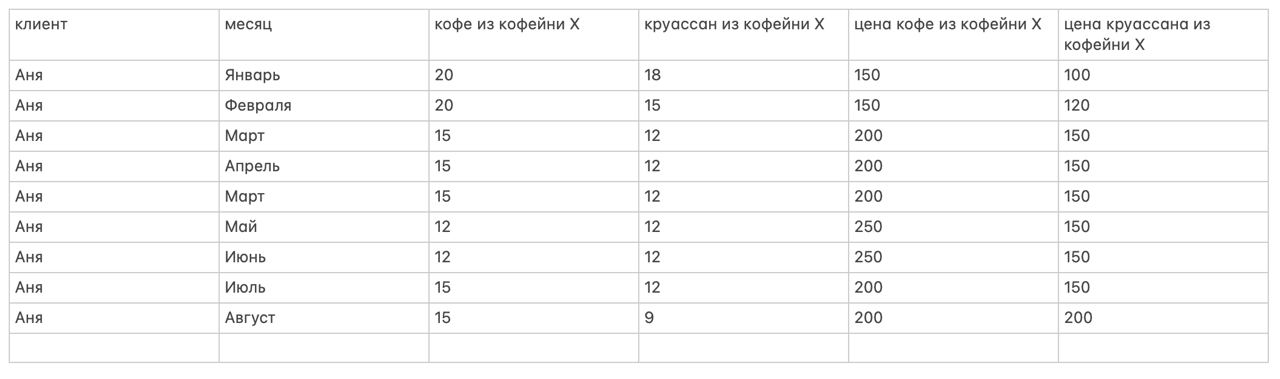 клиент месяц кофе из кофейни X круассан из кофейни X цена кофе из кофейни X цена круассана из
кофейни X
Аня Январь 20 18 150 100
Аня Февраля 20 15 150 120
Аня Март 15 12 200 150
Аня Апрель 15 12 200 150
Аня Март 15 12 200 150
Аня Май 12 12 250 150
Аня Июнь 12 12 250 150
Аня Июль 15 12 200 150
Аня Август 15 9 200 200